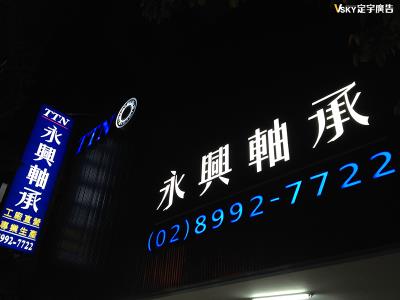 VSKY定宇廣告
TTN
永興軸承
(02)8992-7722
TTN
永興軸承
工廠直營
專業生產
8992-7722